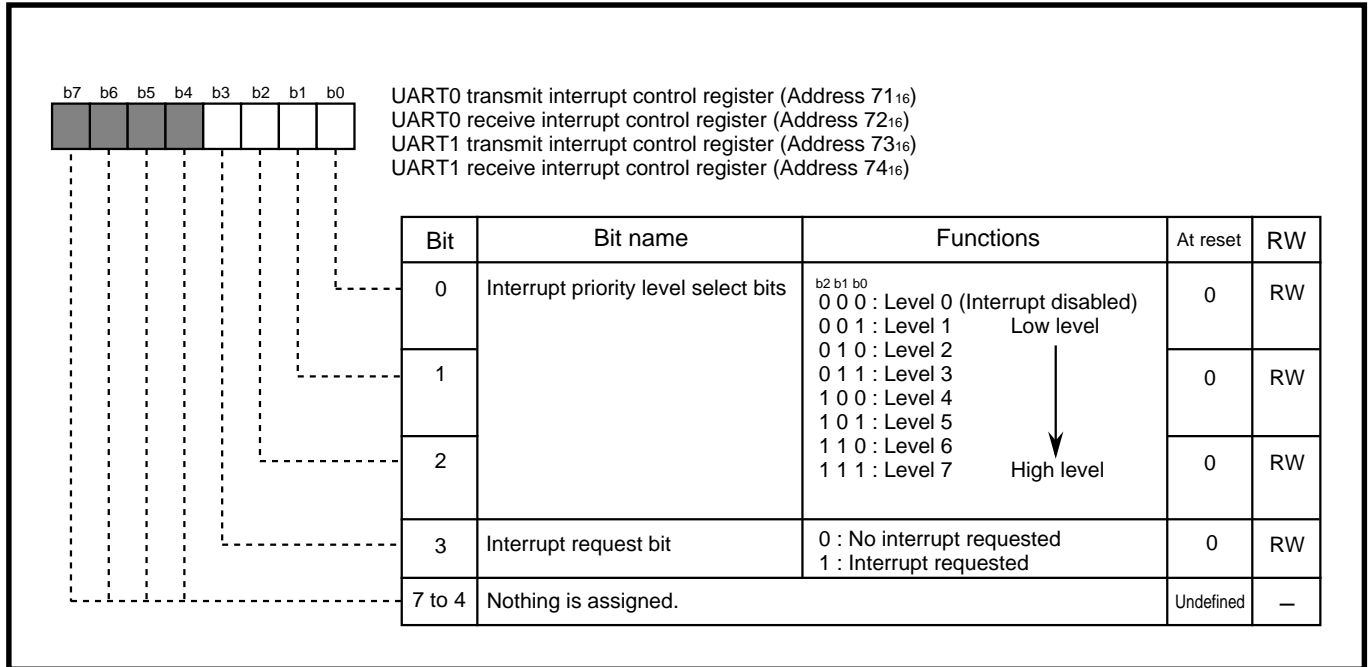 b7 b6 b5 b4 b3 b2 b1 b0
UART0 transmit interrupt control register (Address 7116)
UART0 receive interrupt control register (Address 7216)
UART1 transmit interrupt control register (Address 7316)
UART1 receive interrupt control register (Address 7416)
Bit Bit name Functions At reset RW
0 Interrupt priority level select bits b2 b1 b0 0 RW
0 0 0 : Level 0 (Interrupt disabled)
0 0 1 : Level 1 Low level
0 1 0 : Level 2
1 0 1 1 : Level 3 0 RW
1 0 0 : Level 4
1 0 1 : Level 5
1 1 0 : Level 6
2 1 1 1 : Level 7 High level 0 RW
3 Interrupt request bit 0 : No interrupt requested 0 RW
1 : Interrupt requested
7 to 4 Nothing is assigned. Undefined –